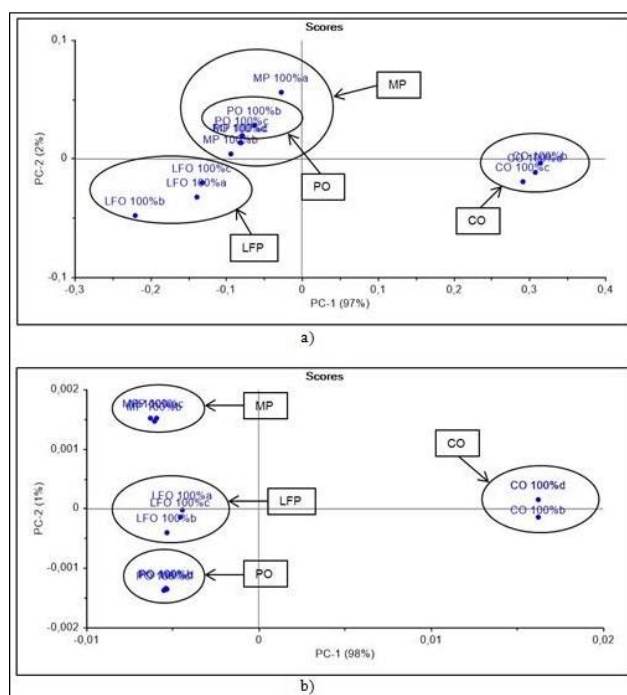 Scores
0,1
MP 100%a
MP
PO 100%b
PO 100%c
MP 100%b
PO
0
PC-2 (2%)
LFO 100%c
LFO 100%a
LFO 100%b
CO 100%b
CO 100%c
CO
LFP
-0,1
-0,3
-0,2
-0,1
0
0,1
0,2
0,3
0,4
PC-1 (97%)
a)
Scores
0,002
MP 100%b
MP
0,001
CO
LFO 100%a
LFO 100%c
LFO 100%b
LFP
CO 100%d
CO 100%b
0
PC-2 (1%)
-0,001
PO
-0,002
-0,01
0
0,01
0,02
PC-1 (98%)
b)